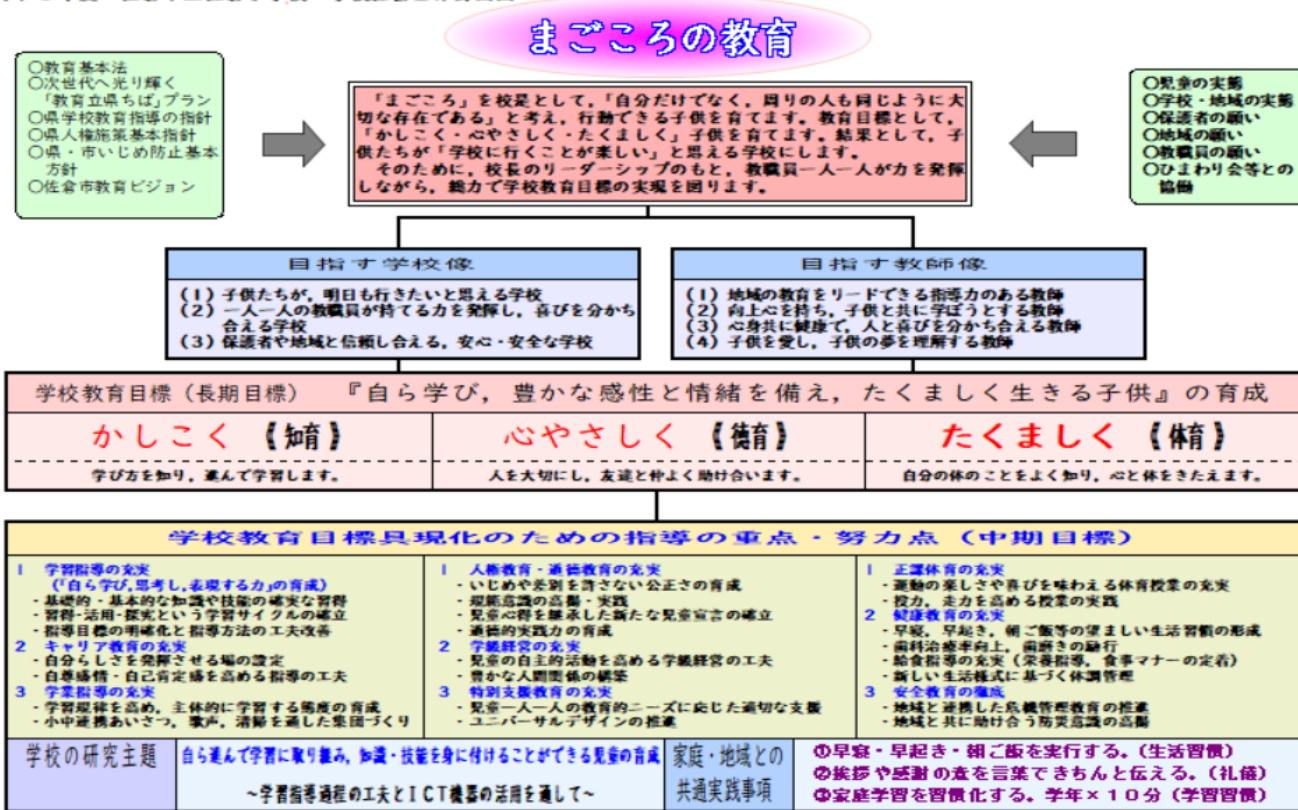 まごころの教育
○教育基本法
○次世代へ光り輝く
「教育立県ちば」プラン
○県学校教育指導の指針
○県人権施策基本指針
○県・市いじめ防止基本
方針
○佐倉市教育ビジョン
「まごころ」を校是として，「自分だけでなく，周りの人も同じように大
切な存在である」と考え，行動できる子供を育てます。教育目標として，
「かしこく・心やさしく・たくましく」子供を育てます。結果として，子
供たちが「学校に行くことが楽しい」と思える学校にします。
そのために，校長のリーダーシップのもと，教職員一人一人が力を発揮
しながら，総力で学校教育目標の実現を図ります。
○児童の実態
○学校・地域の実態
○保護者の願い
○地域の願い
○教職員の願い
○ひまわり会等との
協働
目指す学校像
(1) 子供たちが，明日も行きたいと思える学校
(2) 一人一人の教職員が持てる力を発揮し，喜びを分かち
合える学校
(3) 保護者や地域と信頼し合える，安心・安全な学校
目指す教師像
(1) 地域の教育をリードできる指導力のある教師
(2) 向上心を持ち，子供と共に学ぼうとする教師
(3) 心身共に健康で，人と喜びを分かち合える教師
(4) 子供を愛し，子供の夢を理解する教師
学校教育目標（長期目標） 『自ら学び，豊かな感性と情緒を備え，たくましく生きる子供』の育成
かしこく 《知育》
学び方を知り，進んで学習します。
心やさしく 《徳育》
人を大切にし，友達と仲よく助け合います。
たくましく 《体育》
自分の体のことをよく知り，心と体をきたえます。
学校教育目標具現化のための指導の重点・努力点（中期目標）
1 学習指導の充実
（「自ら学び,思考し,表現する力」の育成）
・基礎的・基本的な知識や技能の確実な習得
・習得・活用・探究という学習サイクルの確立
・指導目標の明確化と指導方法の工夫改善
2 キャリア教育の充実
・自分らしさを発揮させる場の設定
・自尊感情・自己肯定感を高める指導の工夫
3 学業指導の充実
・学習規律を高め，主体的に学習する態度の育成
・小中連携あいさつ，歌声，清掃を通した集団づくり
1 人権教育・道徳教育の充実
・いじめや差別を許さない公正さの育成
・規範意識の高揚・実践
・児童心得を継承した新たな児童宣言の確立
・道徳的実践力の育成
2 学級経営の充実
・児童の自主的活動を高める学級経営の工夫
・豊かな人間関係の構築
3 特別支援教育の充実
・児童一人一人の教育的ニーズに応じた適切な支援
・ユニバーサルデザインの推進
1 正課体育の充実
・運動の楽しさや喜びを味わえる体育授業の充実
・投力，走力を高める授業の実践
2 健康教育の充実
・早寝，早起き，朝ご飯等の望ましい生活習慣の形成
・歯科治療率向上，歯磨きの励行
・給食指導の充実（栄養指導，食事マナーの定着）
・新しい生活様式に基づく体調管理
3 安全教育の徹底
・地域と連携した危機管理教育の推進
・地域と共に助け合う防災意識の高揚
学校の研究主題
自ら進んで学習に取り組み，知識・技能を身に付けることができる児童の育成
～学習指導過程の工夫とＩＣＴ機器の活用を通して～
家庭・地域との
共通実践事項
①早寝・早起き・朝ご飯を実行する。（生活習慣）
②挨拶や感謝の意を言葉できちんと伝える。（礼儀）
③家庭学習を習慣化する。学年×１０分（学習習慣）